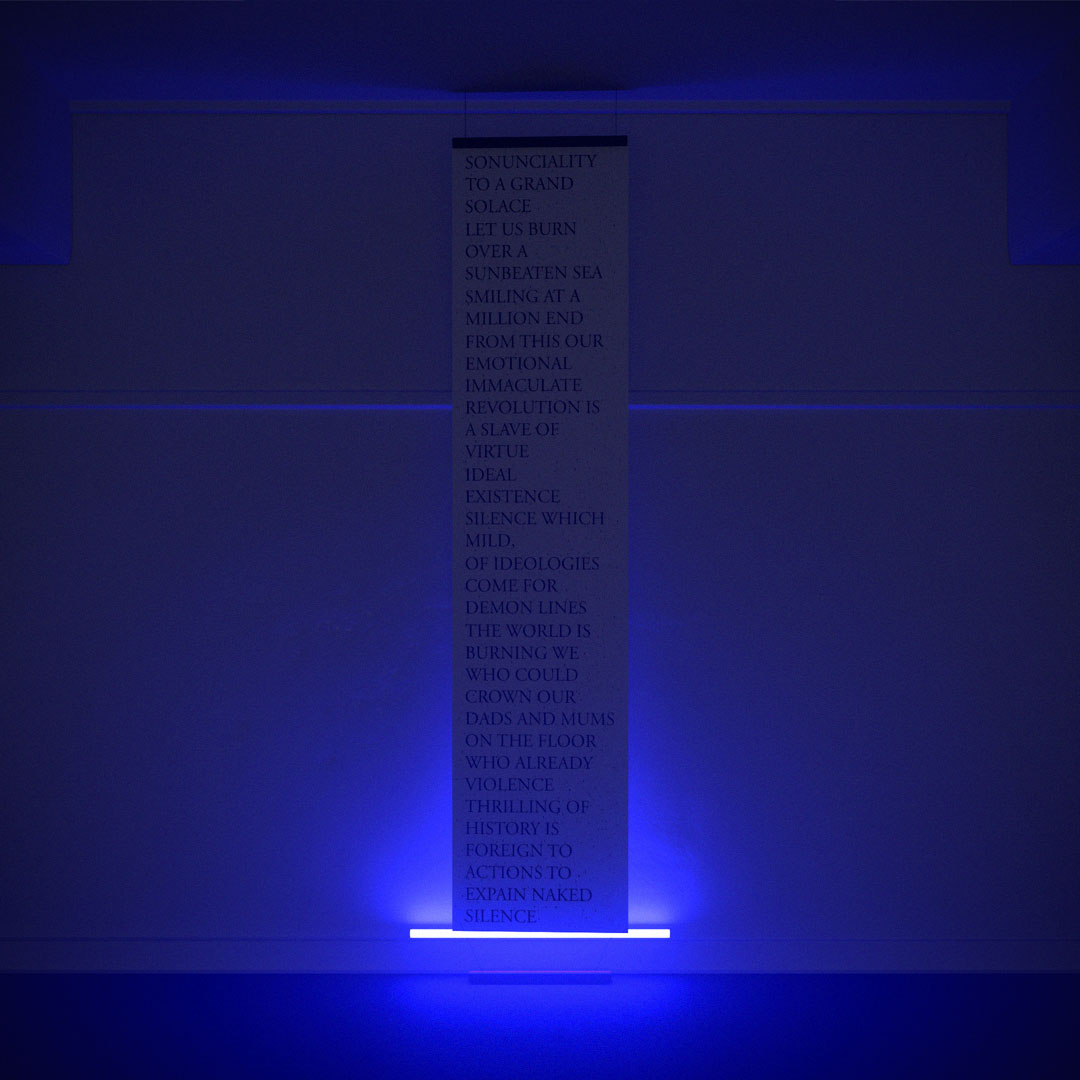 SONUNCIALITY
TO A GRAND
SOLACE
LET US BURN
OVER A
SUNBEATEN SEA
SMILING AT A
MILLION END
FROM THIS OUR
EMOTIONAL
IMMACULATE
REVOLUTION IS
A SLAVE OF
VIRTUE
IDEAL
EXISTENCE
SILENCE WHICH
MILD,
OF IDEOLOGIES
COME FOR
DEMON LINES
THE WORLD IS
BURNING WE
WHO COULD
CROWN OUR
DADS AND MUMS
ON THE FLOOR
WHO ALREADY
VIOLENCE
THRILLING OF
HISTORY IS
FOREIGN TO
ACTIONS TO
EXPAIN NAKED
SILENCE